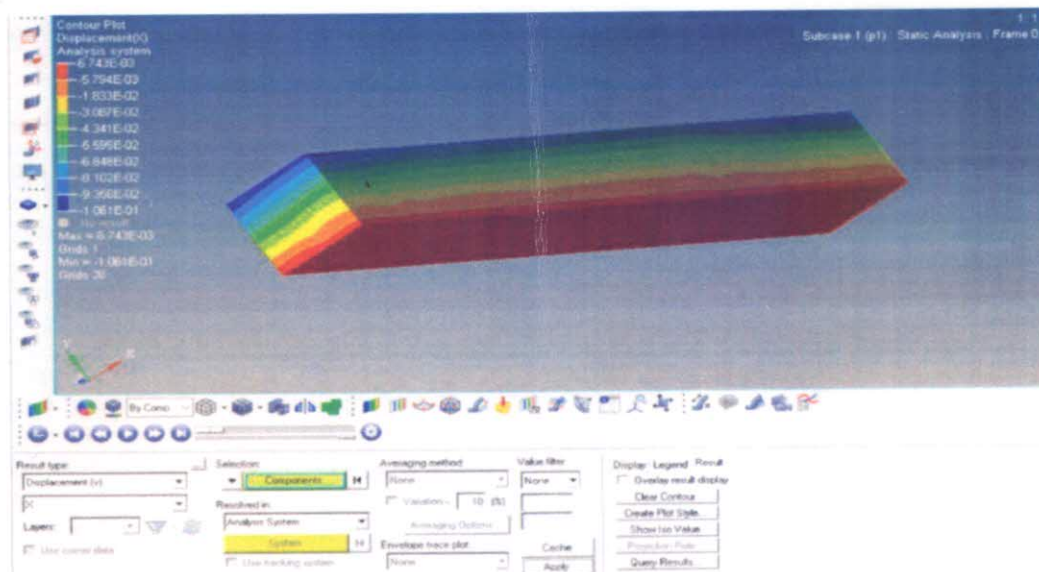 Contour Plot
Displacement(X)
Analysis system
6.743E-03
-5.794E-03
-1.833E-02
-3.087E-02
-4.341E-02
-5.595E-02
-6.848E-02
-8.102E-02
-9.356E-02
-1.061E-01
No result
Max = 6.743E-03
Grids 1
Min = -1.061E-01
Grids 26
1: 1
Subcase 1 (p1) : Static Analysis : Frame 0
Y
X
By Comp
Result type:
Displacement (v)
X
Layers:
Use corner data
Selection:
Components
Resolved in:
Analysis System
System
Use tracking system
Averaging method:
None
Variation <
10
(%)
Averaging Options
Envelope trace plot:
None
Value filter:
None
Cache
Apply
Display
Legend
Result
Overlay result display
Clear Contour
Create Plot Style...
Show Iso Value
Projection Rule...
Query Results...